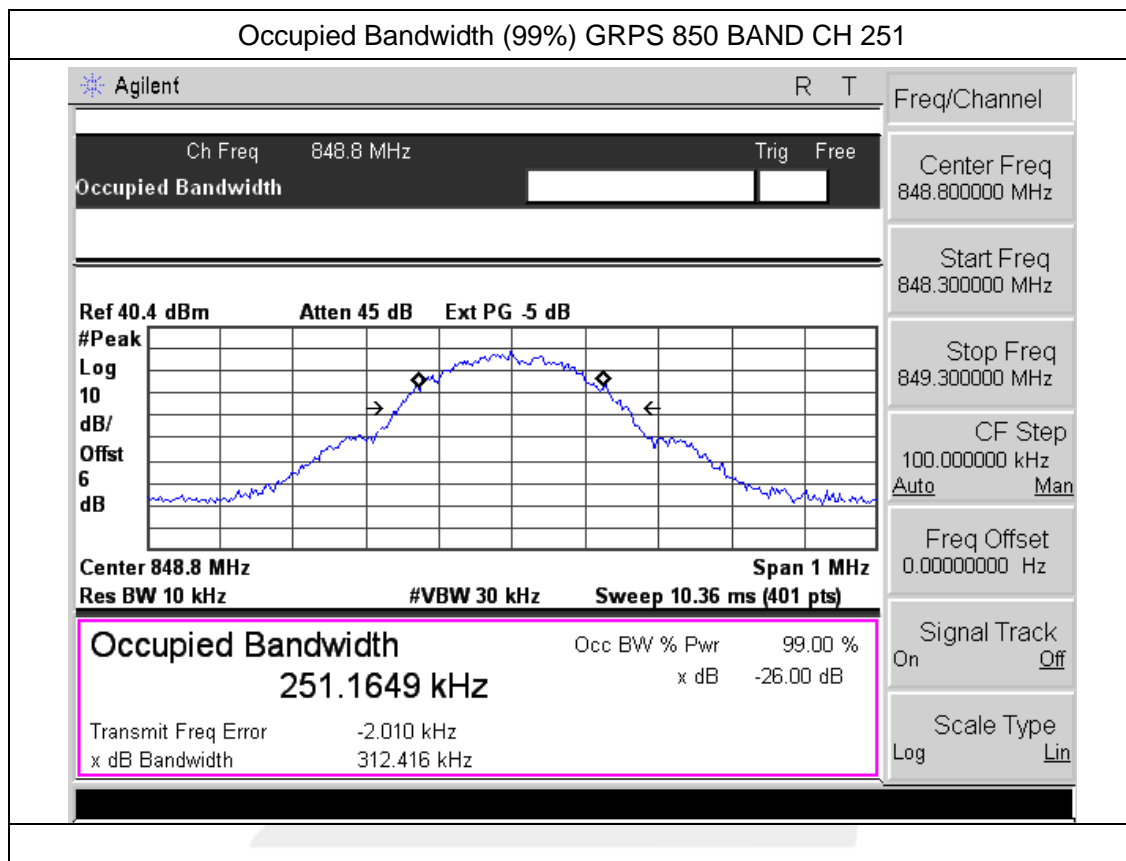 Occupied Bandwidth (99%) GRPS 850 BAND CH 251
Agilent R T
Ch Freq 848.8 MHz Trig Free
Occupied Bandwidth
Ref 40.4 dBm Atten 45 dB Ext PG -5 dB
#Peak
Log
10
dB/
Offst
6
dB
Center 848.8 MHz Span 1 MHz
Res BW 10 kHz #VBW 30 kHz Sweep 10.36 ms (401 pts)
Occupied Bandwidth
251.1649 kHz
Occ BW % Pwr 99.00 %
x dB -26.00 dB
Transmit Freq Error -2.010 kHz
x dB Bandwidth 312.416 kHz
Freq/Channel
Center Freq
848.800000 MHz
Start Freq
848.300000 MHz
Stop Freq
849.300000 MHz
CF Step
100.000000 kHz
Auto Man
Freq Offset
0.00000000 Hz
Signal Track
On Off
Scale Type
Log Lin